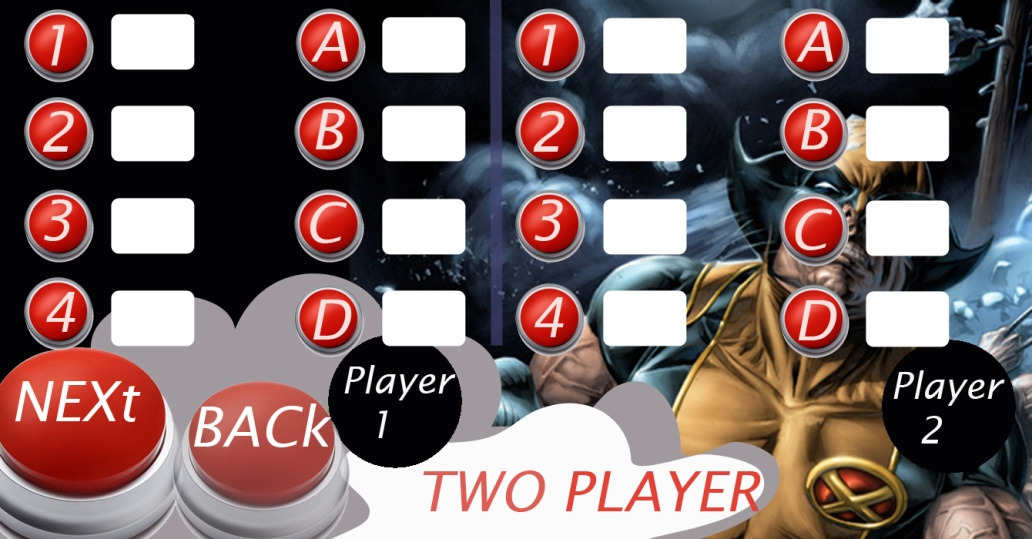 1 A 1 A
2 B 2 B
3 C 3 C
4 D 4 D
NEXt
BACk
Player
1
Player
2
TWO PLAYER